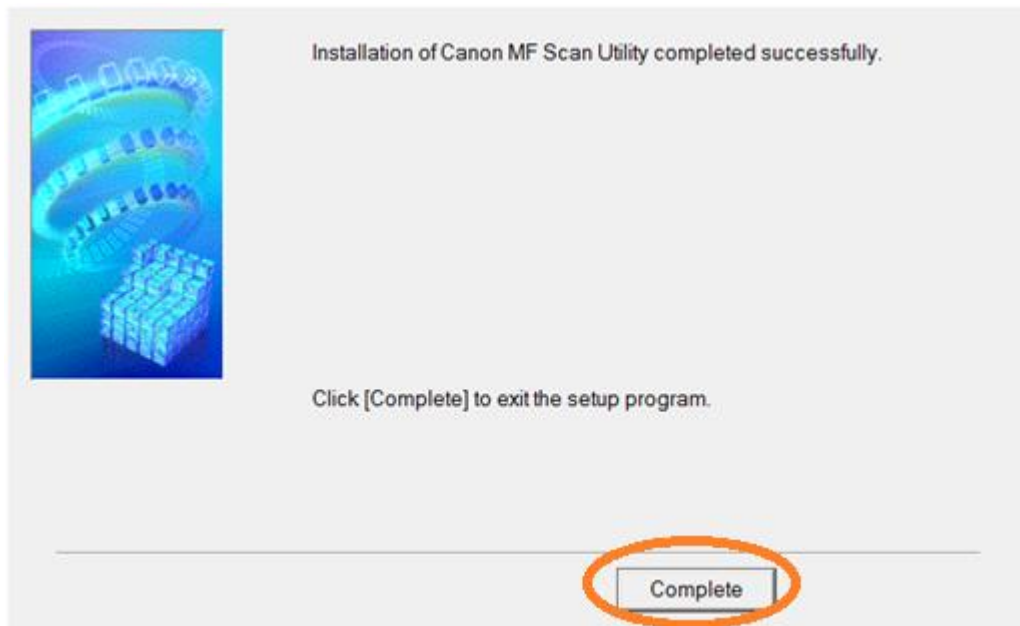 Installation of Canon MF Scan Utility completed successfully.
Click [Complete] to exit the setup program.
Complete